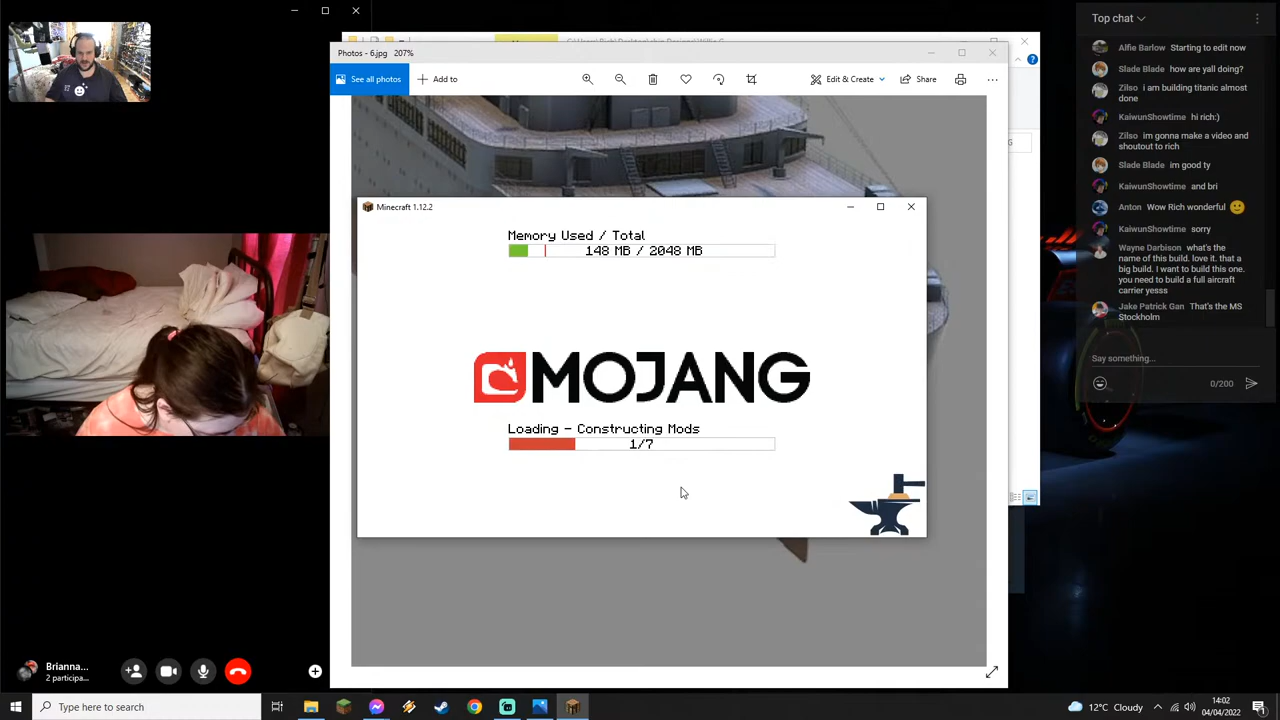 Photos - 6.jpg 207%
See all photos
Add to
Edit & Create
Share
Minecraft 1.12.2
Memory Used / Total
148 MB / 2048 MB
MOJANG
Loading - Constructing Mods
1/7
Brianna...
2 participa...
Top chat
Alfie Barlow Starting to edit now
Slade Blade how are yall doing?
Zilso i am building titanic almost
done
KaiwunShowtime hi rich:)
Zilso im gonna make a video and
shoutout to rich
Slade Blade im good ty
KaiwunShowtime and bri
Anton Wow Rich wonderful 🙂
KaiwunShowtime sorry
Wayne Darbison what's the
name of this build. love it. that a
big build. I want to build this one.
you need to build a full aircraft
carrier yesss
Jake Patrick Gan That's the MS
Stockholm
Say something...
0/200
Type here to search
12°C Cloudy
14:02
04/04/2022